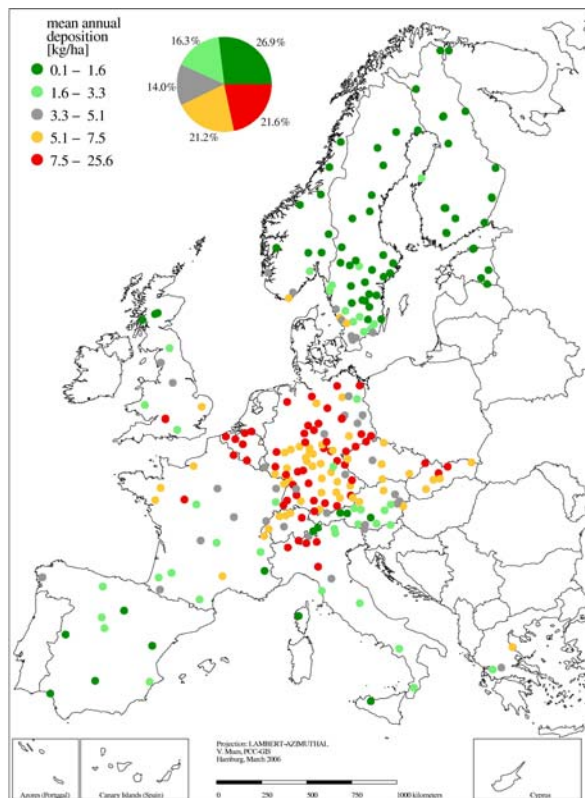 mean annual
deposition
[kg/ha]
0.1 – 1.6
1.6 – 3.3
3.3 – 5.1
5.1 – 7.5
7.5 – 25.6
16.3%
26.9%
14.0%
21.2%
21.6%
Projection: LAMBERT-AZIMUTHAL
V. Mues, PCC-GIS
Hamburg, March 2006
Azores (Portugal)
Canary Islands (Spain)
0 250 500 750 1000 kilometers
Cyprus